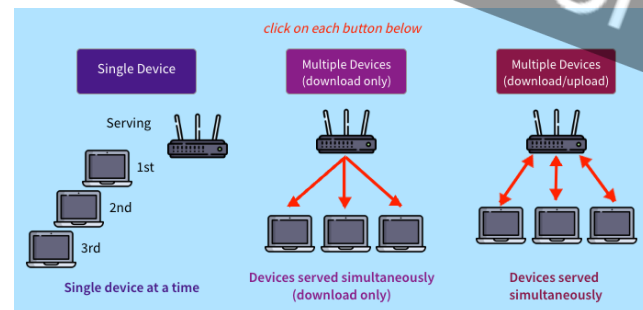 click on each button below
Single Device
Multiple Devices
(download only)
Multiple Devices
(download/upload)
Serving
1st
2nd
3rd
Single device at a time
Devices served simultaneously
(download only)
Devices served
simultaneously